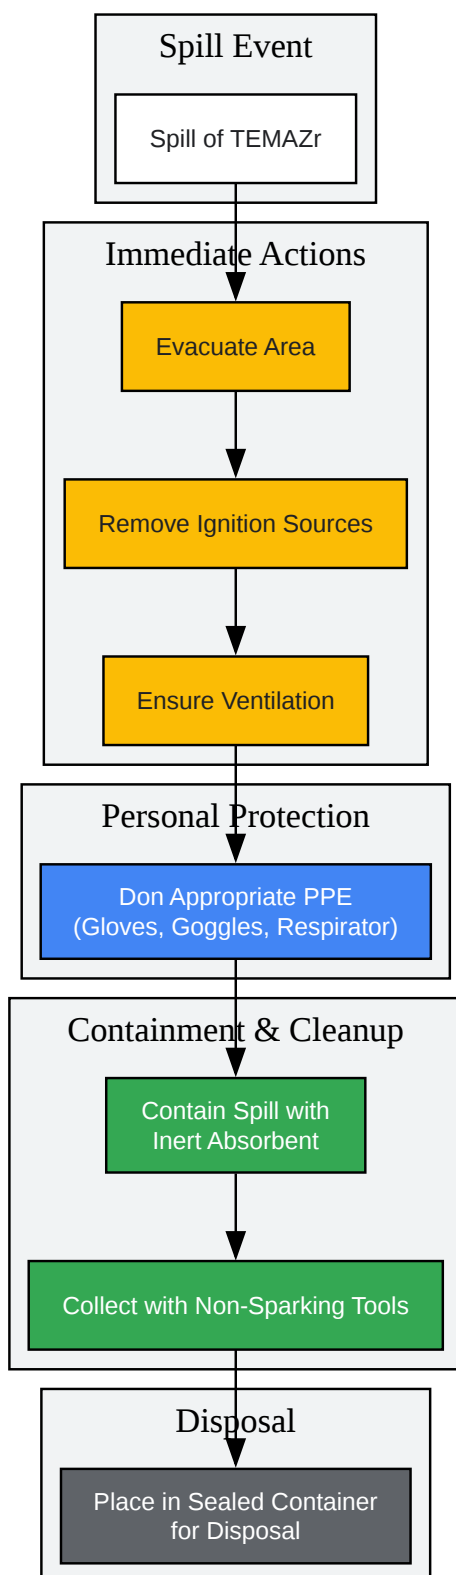 Spill Event
Spill of TEMAZr
Immediate Actions
Evacuate Area
Remove Ignition Sources
Ensure Ventilation
Personal Protection
Don Appropriate PPE
(Gloves, Goggles, Respirator)
Containment & Cleanup
Contain Spill with
Inert Absorbent
Collect with Non-Sparking Tools
Disposal
Place in Sealed Container
for Disposal